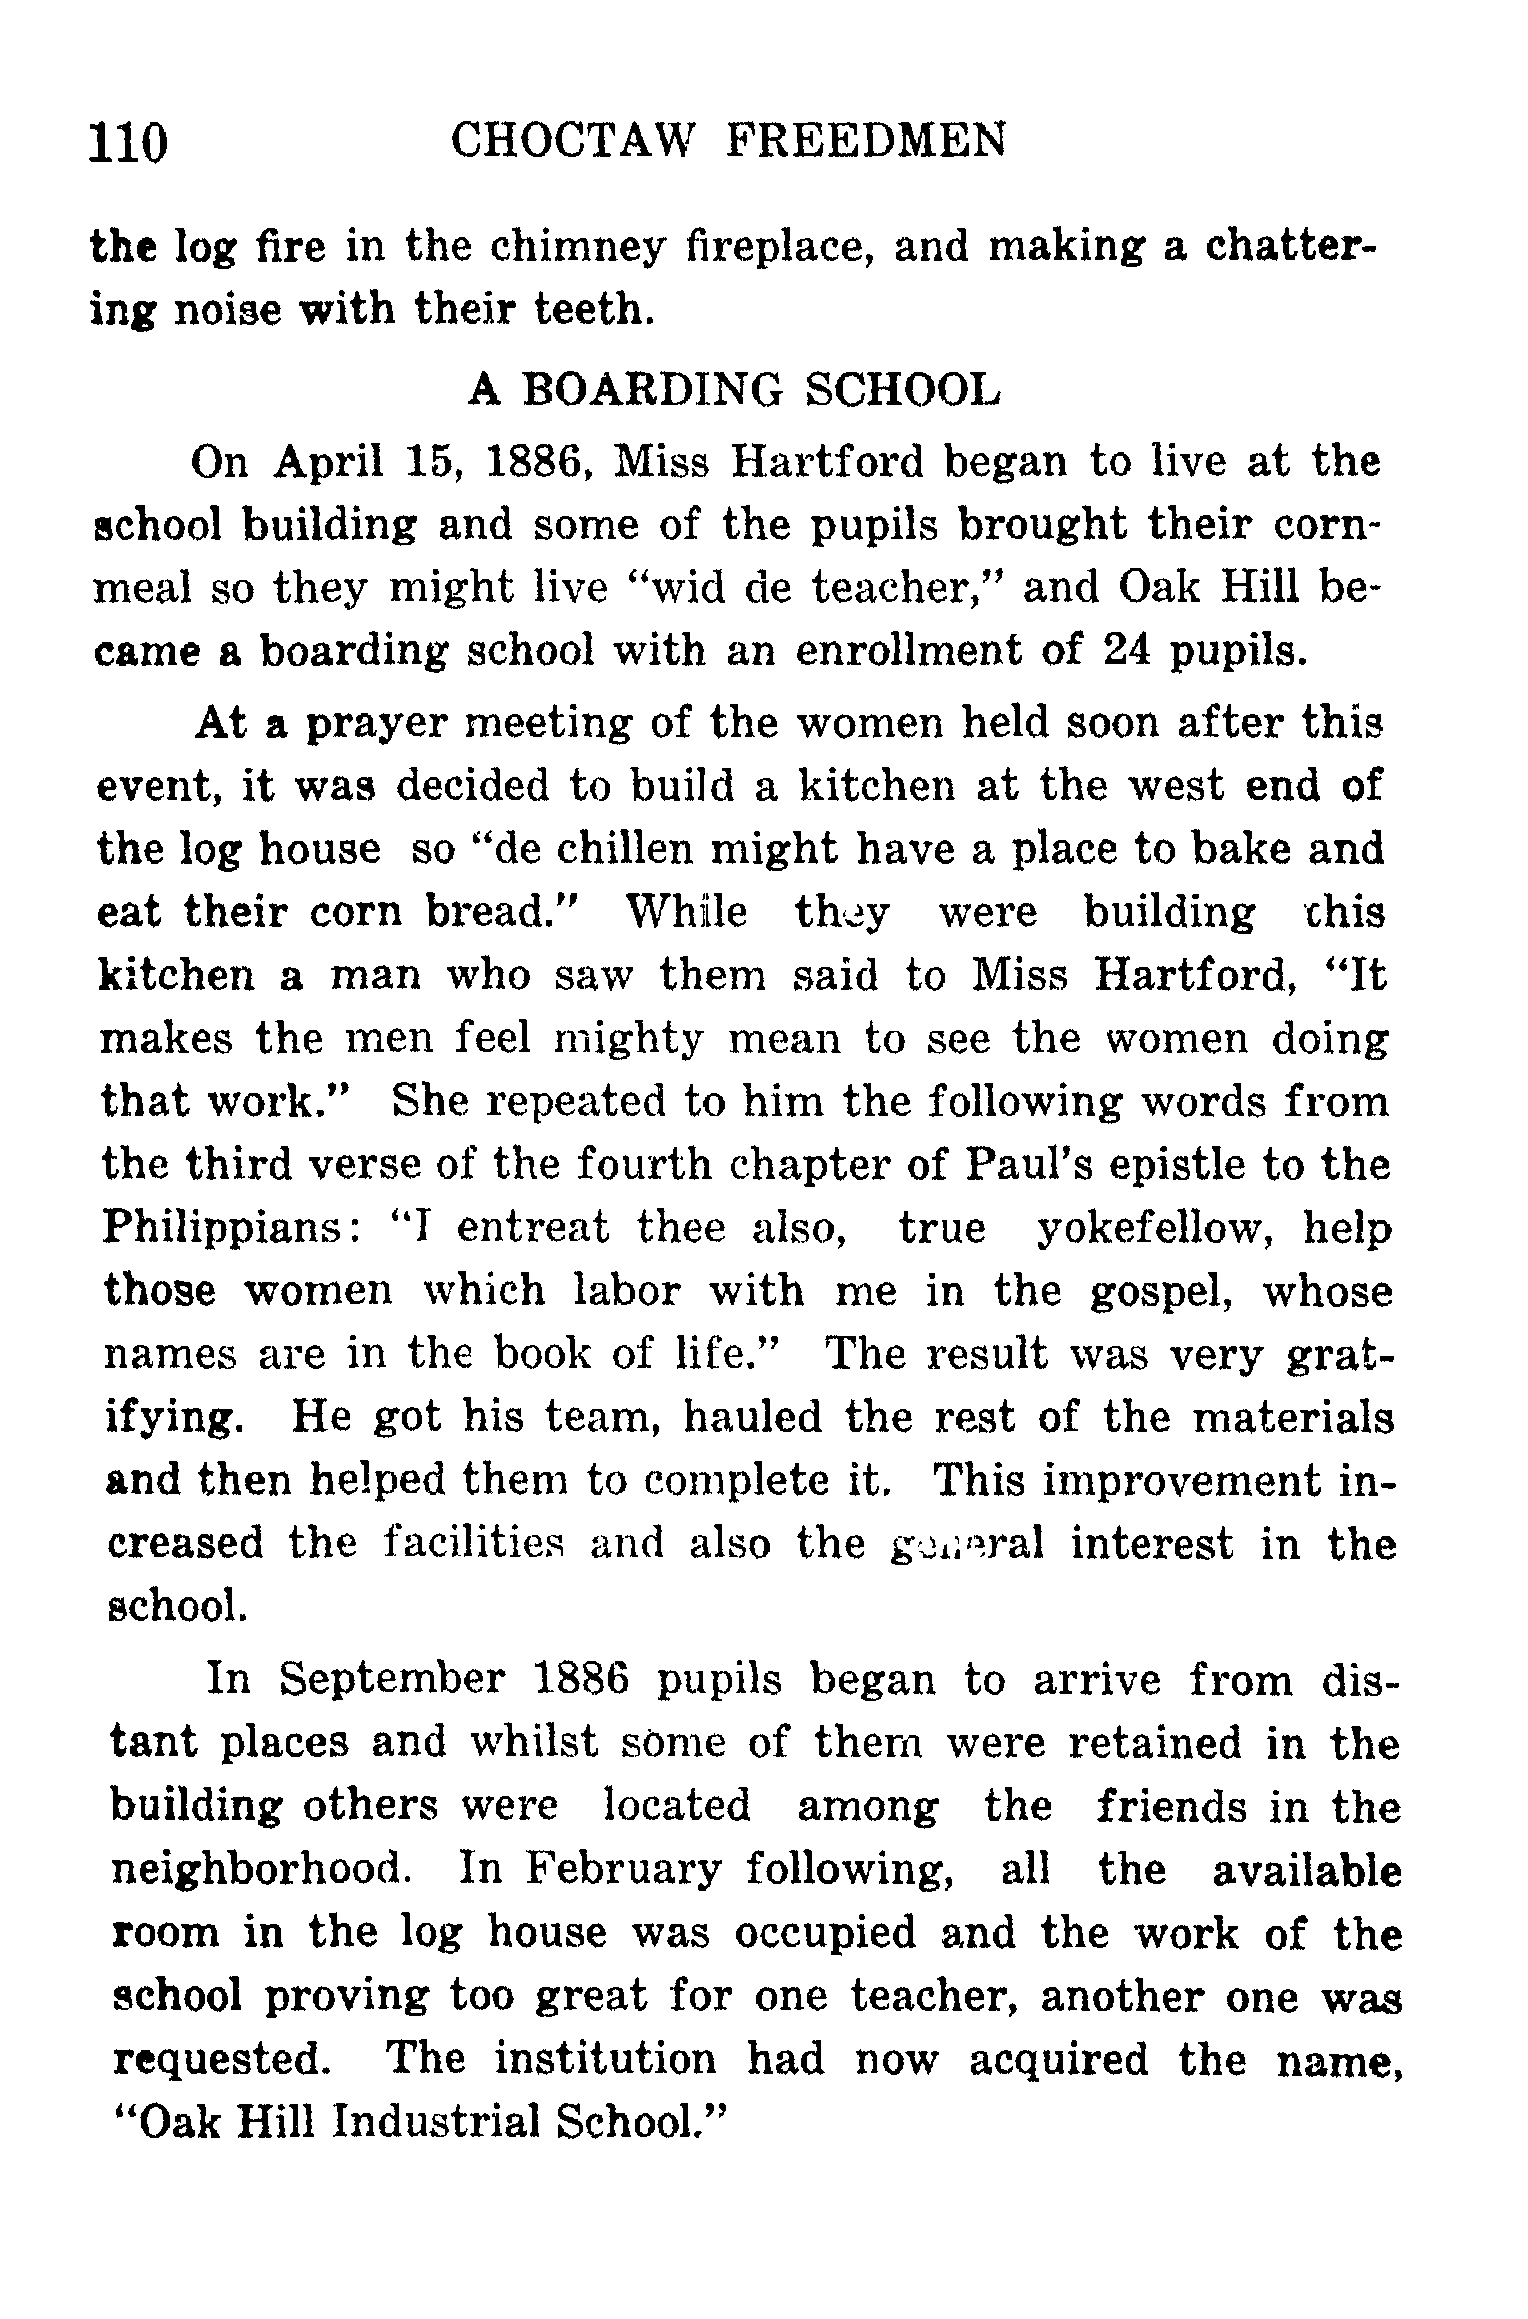 110 CHOCTAW FREEDMEN
the log fire in the chimney fireplace, and making a chatter-
ing noise with their teeth.
A BOARDING SCHOOL
On April 15, 1886, Miss Hartford began to live at the
school building and some of the pupils brought their corn-
meal so they might live "wid de teacher," and Oak Hill be-
came a boarding school with an enrollment of 24 pupils.
At a prayer meeting of the women held soon after this
event, it was decided to build a kitchen at the west end of
the log house so "de chillen might have a place to bake and
eat their corn bread." While they were building this
kitchen a man who saw them said to Miss Hartford, "It
makes the men feel mighty mean to see the women doing
that work." She repeated to him the following words from
the third verse of the fourth chapter of Paul's epistle to the
Philippians: "I entreat thee also, true yokefellow, help
those women which labor with me in the gospel, whose
names are in the book of life." The result was very grat-
ifying. He got his team, hauled the rest of the materials
and then helped them to complete it. This improvement in-
creased the facilities and also the general interest in the
school.
In September 1886 pupils began to arrive from dis-
tant places and whilst some of them were retained in the
building others were located among the friends in the
neighborhood. In February following, all the available
room in the log house was occupied and the work of the
school proving too great for one teacher, another one was
requested. The institution had now acquired the name,
"Oak Hill Industrial School."